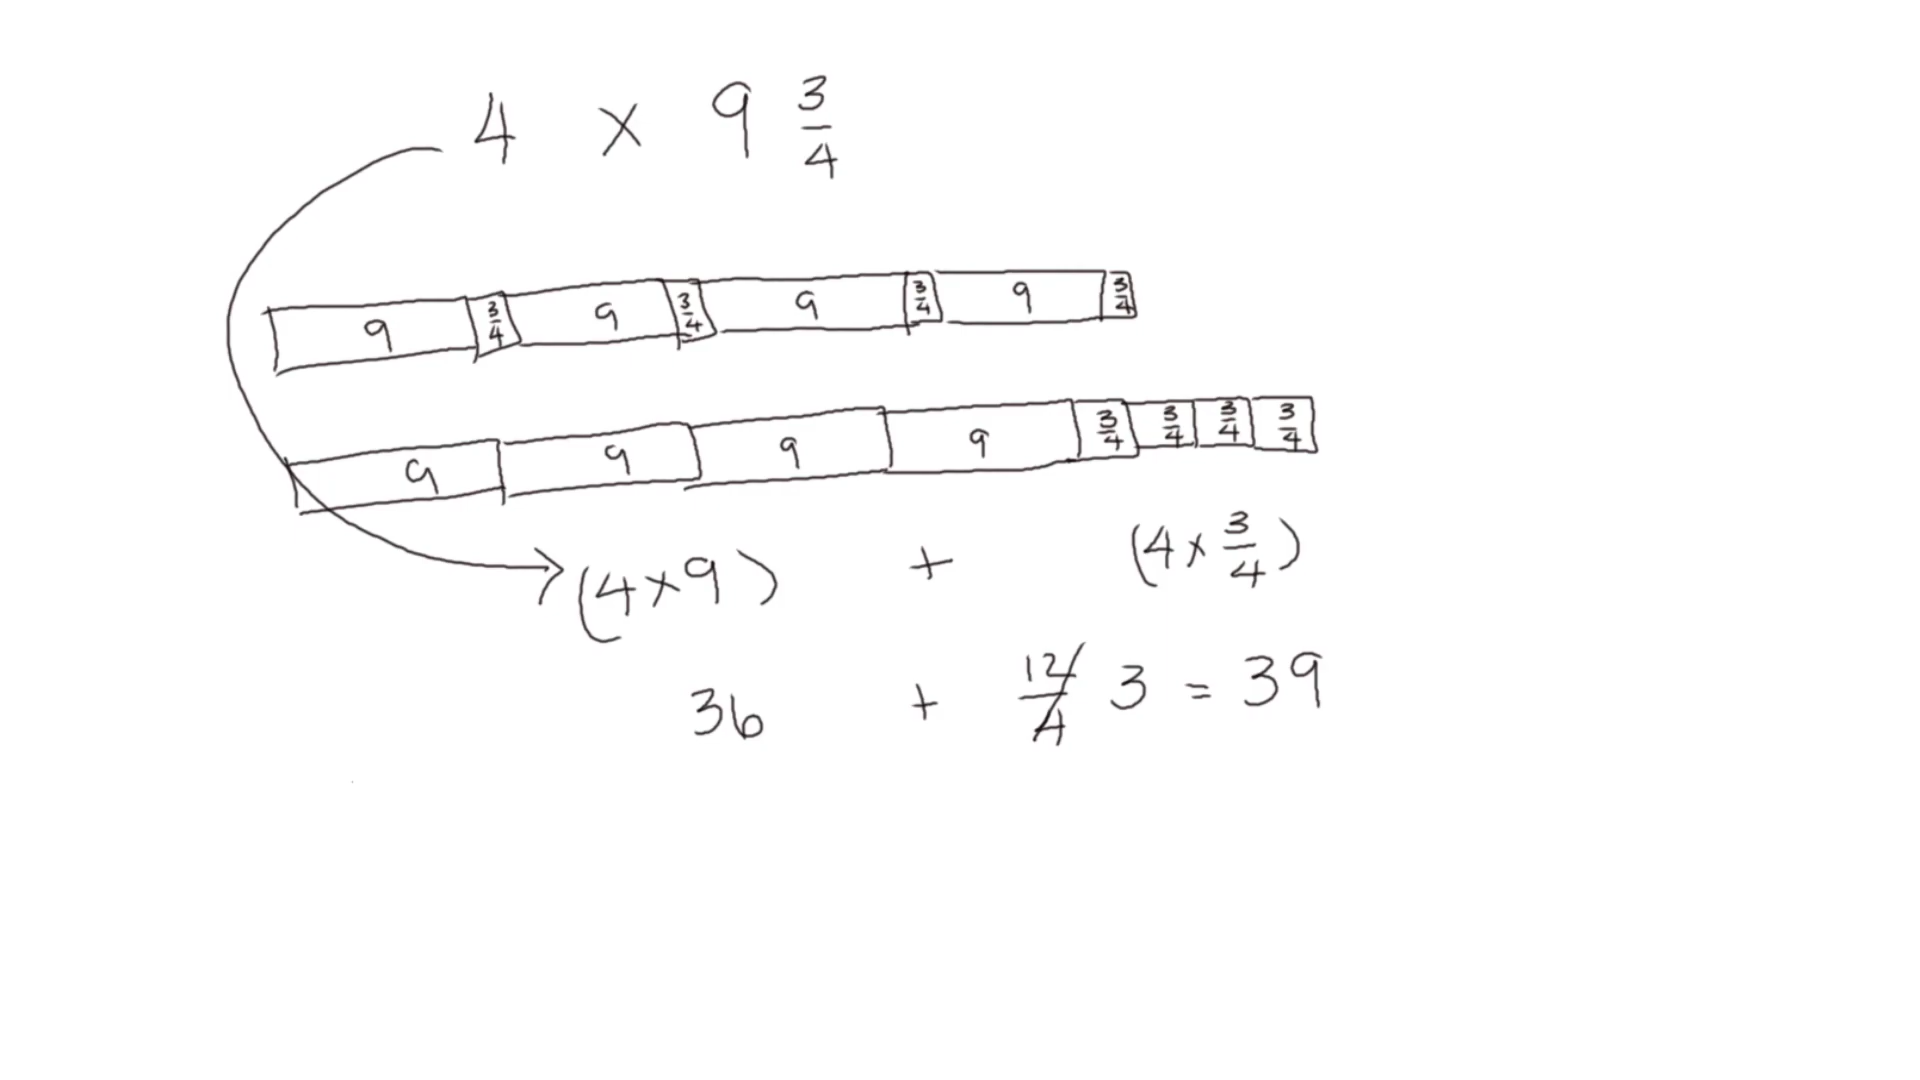 4 × 9 3/4
9 3/4 9 3/4 9 3/4 9 3/4
9 9 9 9 3/4 3/4 3/4 3/4
(4×9) + (4×3/4)
36 + 12/4 3 = 39